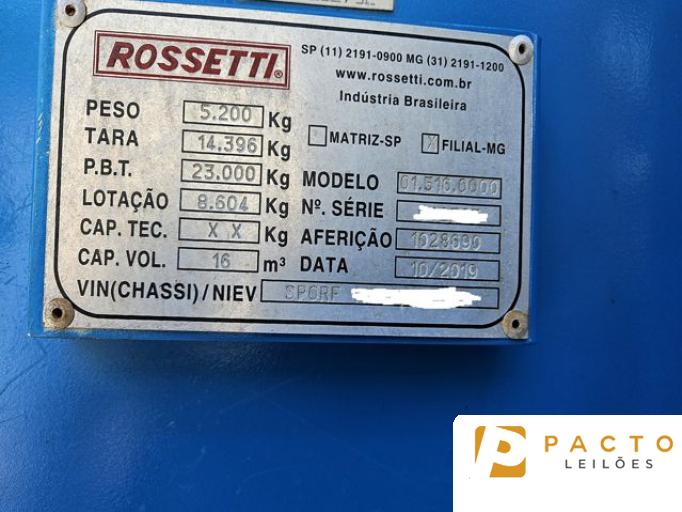 ROSSETTI®
SP (11) 2191-0900 MG (31) 2191-1200
www.rossetti.com.br
Indústria Brasileira
PESO 5.200 Kg
TARA 14.396 Kg MATRIZ-SP X FILIAL-MG
P.B.T. 23.000 Kg MODELO 01.516.0000
LOTAÇÃO 8.604 Kg Nº. SÉRIE
CAP. TEC. X X Kg AFERIÇÃO 1628690
CAP. VOL. 16 m³ DATA 10/2019
VIN(CHASSI)/NIEV
PACTO
LEILÕES